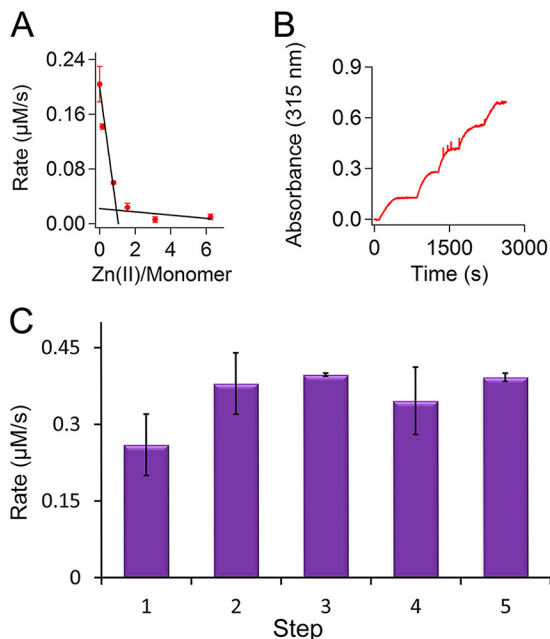 A
0.24
0.16
0.08
0.00
Rate (µM/s)
0 2 4 6
Zn(II)/Monomer
B
0.9
0.6
0.3
0.0
Absorbance (315 nm)
0 1500 3000
Time (s)
C
0.45
0.3
0.15
0
Rate (µM/s)
1 2 3 4 5
Step